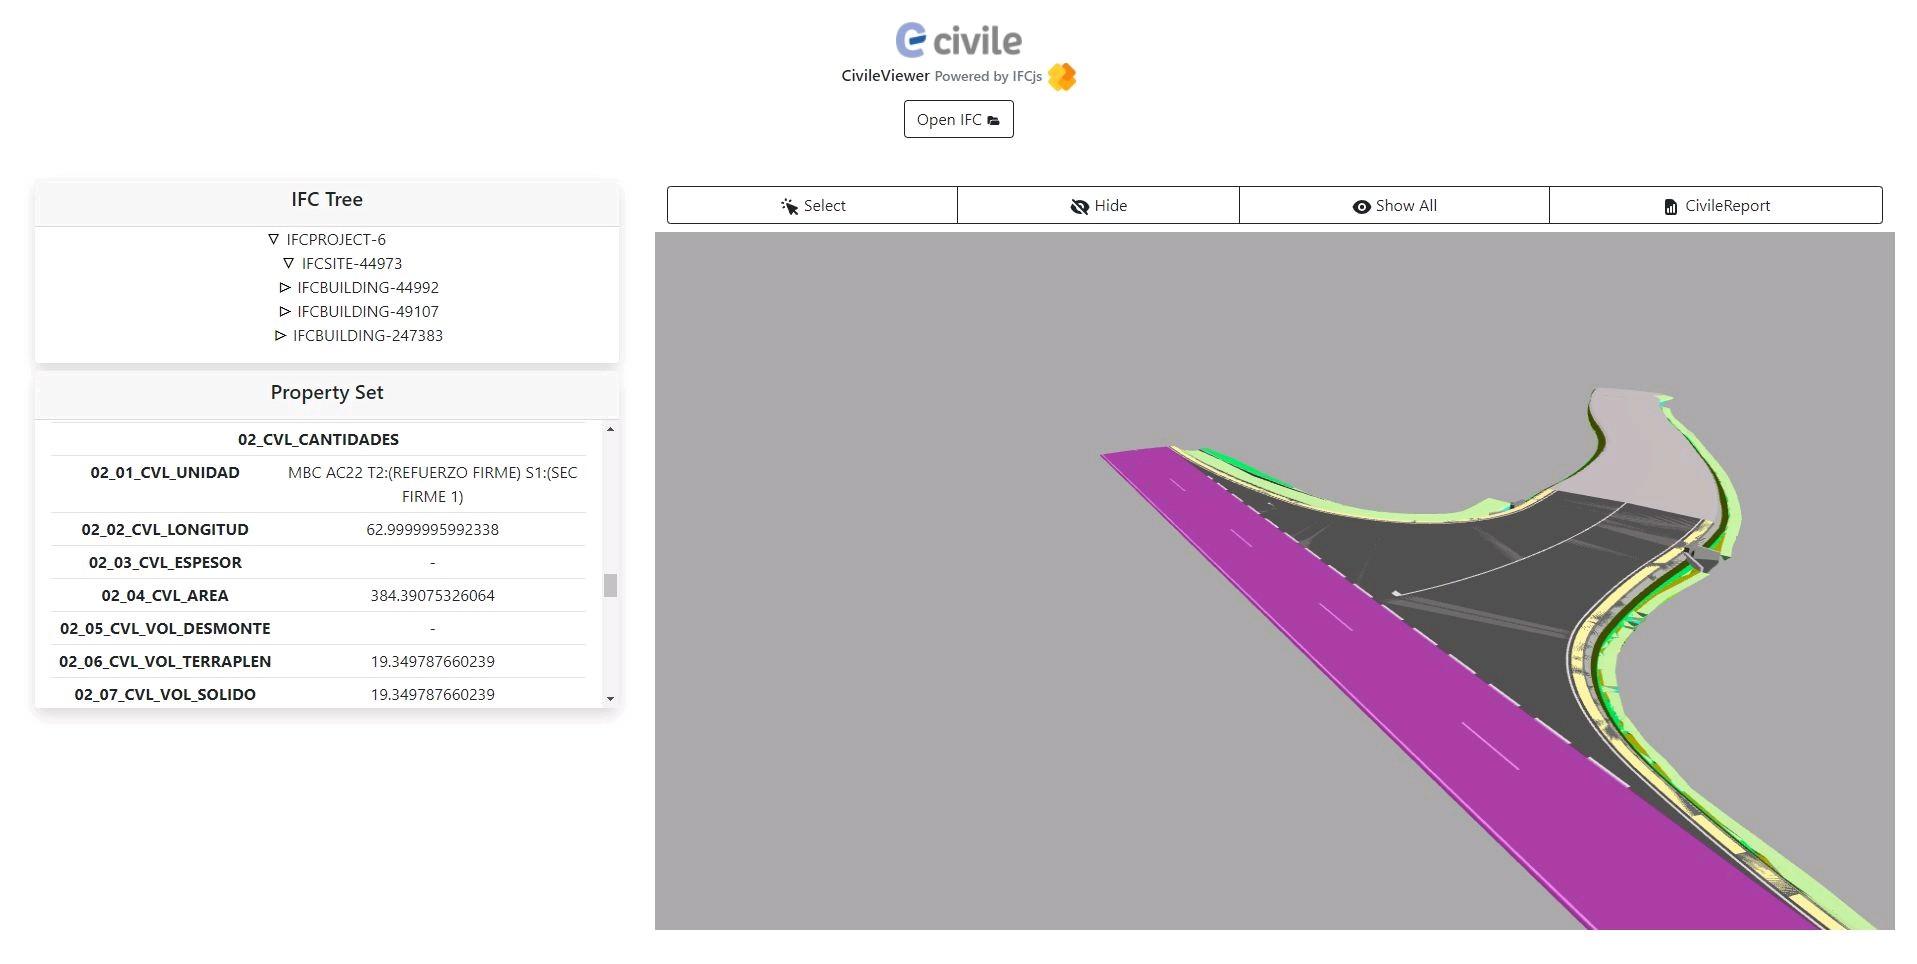 civile
CivileViewer Powered by IFCjs
Open IFC
IFC Tree
IFCPROJECT-6
IFCSITE-44973
IFCBUILDING-44992
IFCBUILDING-49107
IFCBUILDING-247383
Property Set
02_CVL_CANTIDADES
02_01_CVL_UNIDAD MBC AC22 T2:(REFUERZO FIRME) S1:(SEC
FIRME 1)
02_02_CVL_LONGITUD 62.9999995992338
02_03_CVL_ESPESOR -
02_04_CVL_AREA 384.39075326064
02_05_CVL_VOL_DESMONTE -
02_06_CVL_VOL_TERRAPLEN 19.349787660239
02_07_CVL_VOL_SOLIDO 19.349787660239
Select Hide Show All CivileReport